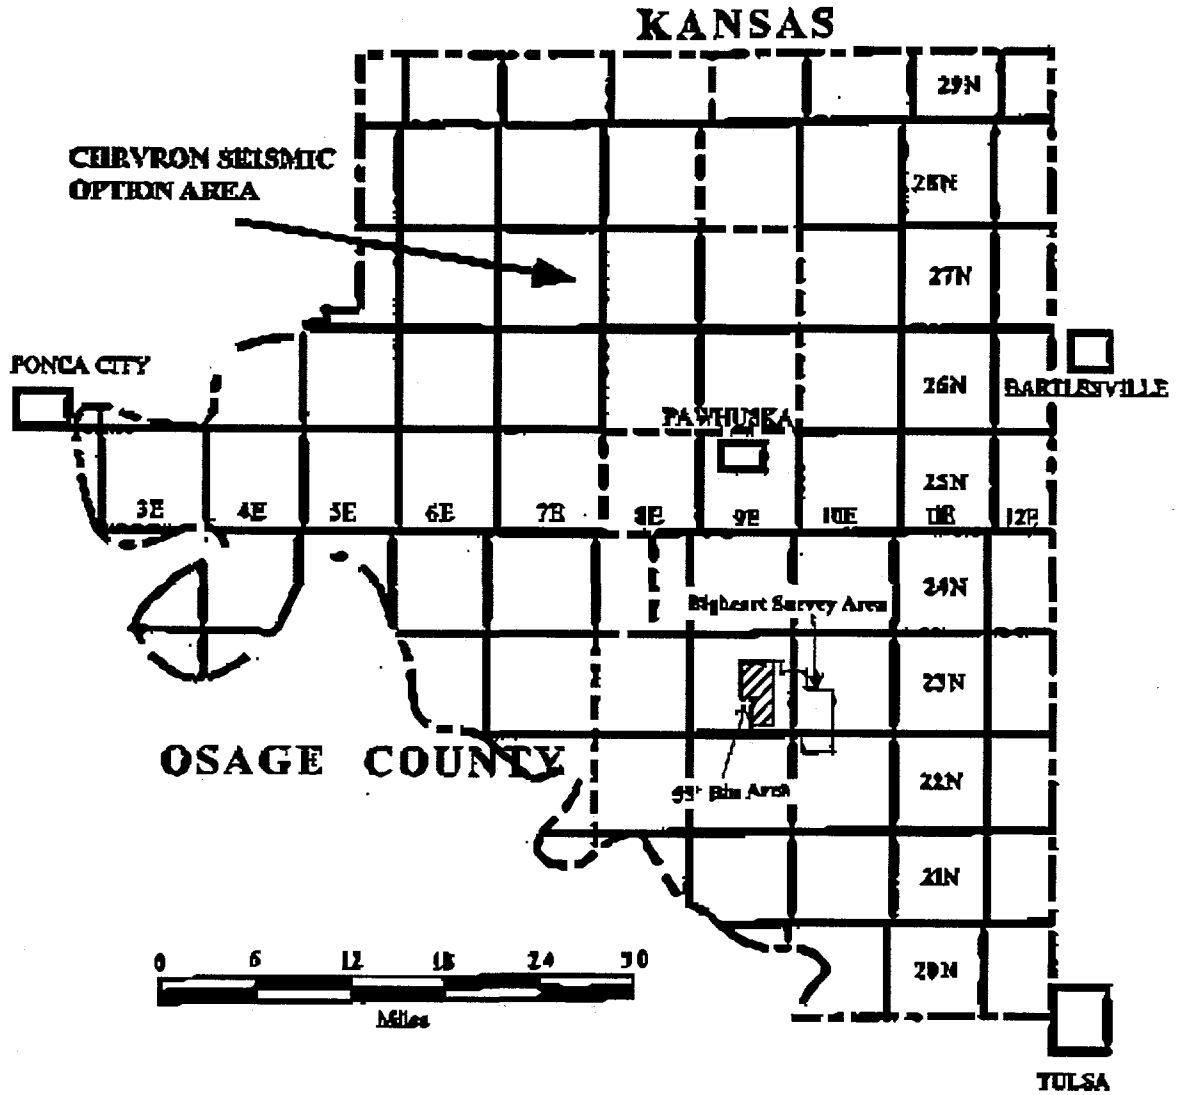 KANSAS
29N
CHEVRON SEISMIC
OPTION AREA
28N
27N
PONCA CITY
26N
BARTLESVILLE
PAWHUSKA
25N
3E
4E
5E
6E
7E
8E
9E
10E
11E
12E
24N
Bigheart Survey Area
23N
OSAGE COUNTY
22N
Bin Area
21N
0 6 12 18 24 30
20N
Miles
TULSA